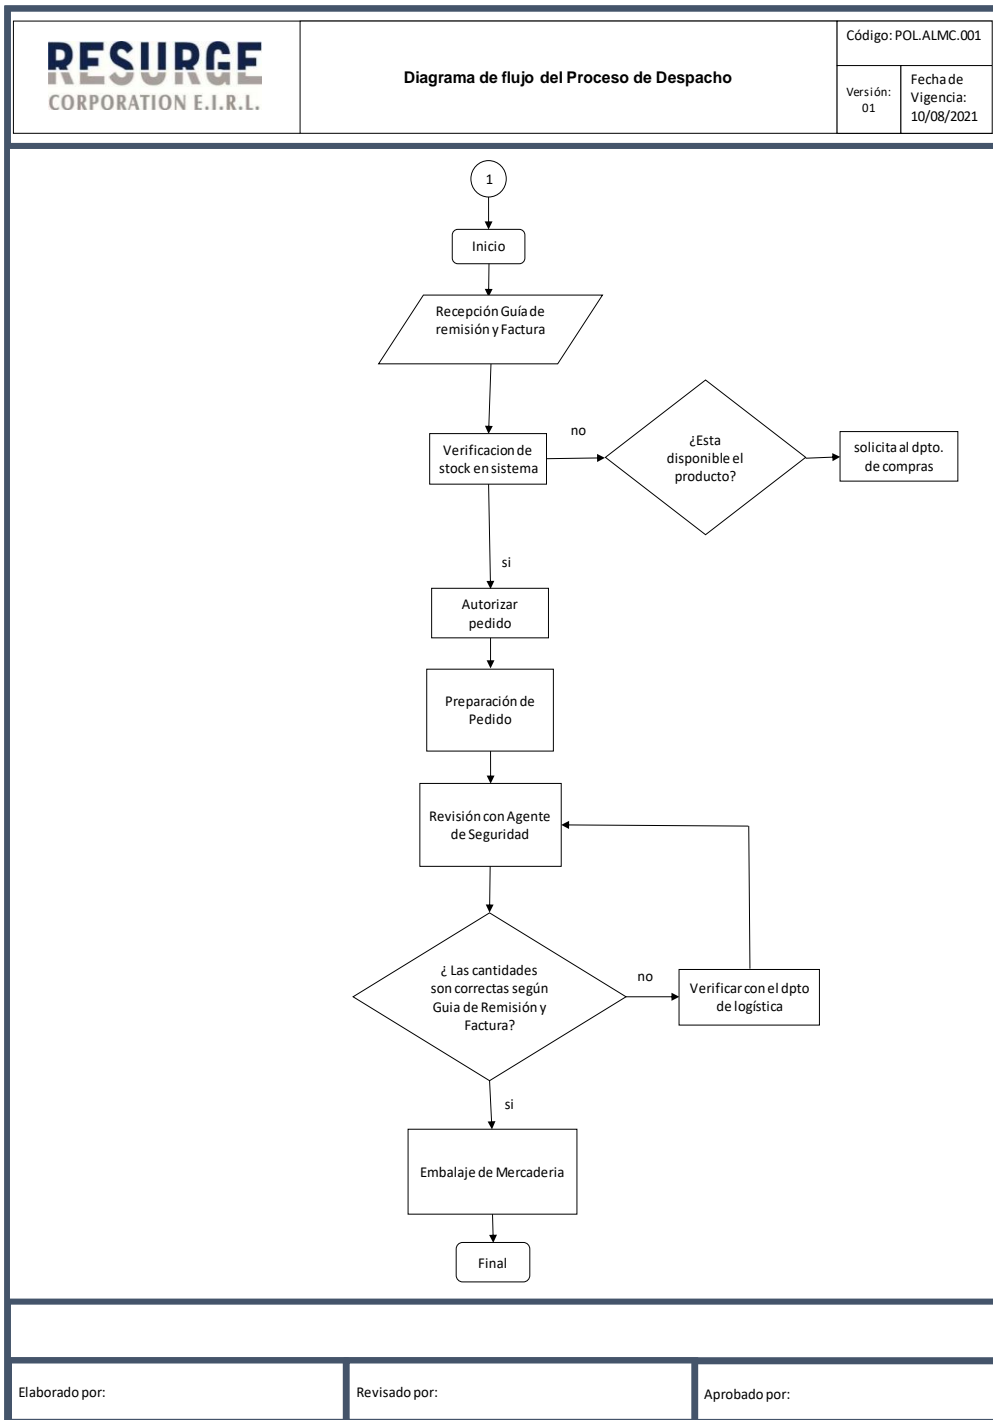 RESURGE
CORPORATION E.I.R.L.
Diagrama de flujo del Proceso de Despacho
Código: POL.ALMC.001
Versión:
01
Fecha de
Vigencia:
10/08/2021
1
Inicio
Recepción Guía de
remisión y Factura
Verificacion de
stock en sistema
no
¿Esta
disponible el
producto?
solicita al dpto.
de compras
si
Autorizar
pedido
Preparación de
Pedido
Revisión con Agente
de Seguridad
¿ Las cantidades
son correctas según
Guia de Remisión y
Factura?
no
Verificar con el dpto
de logística
si
Embalaje de Mercaderia
Final
Elaborado por:
Revisado por:
Aprobado por: